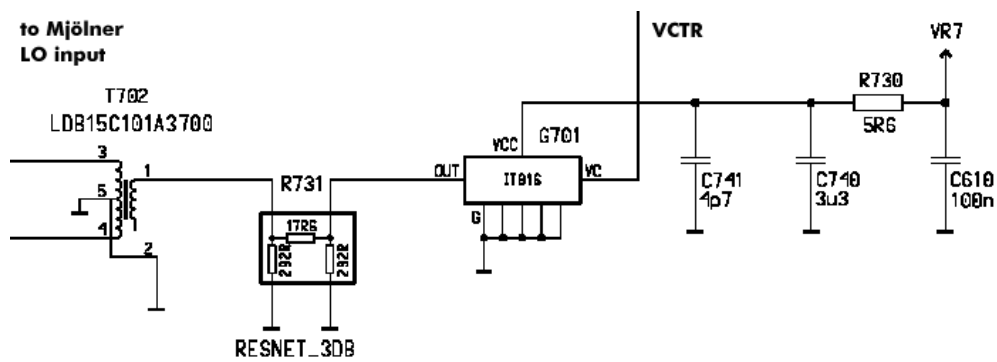 to Mjölner
LO input
VCTR
VR7
T702
LDB15C101A3700
R730
5R6
3
1
5
4
2
R731
17R6
292R
292R
RESNET_3DB
OUT
VCC
G701
IT816
VC
G
C741
4p7
C740
3u3
C610
100n